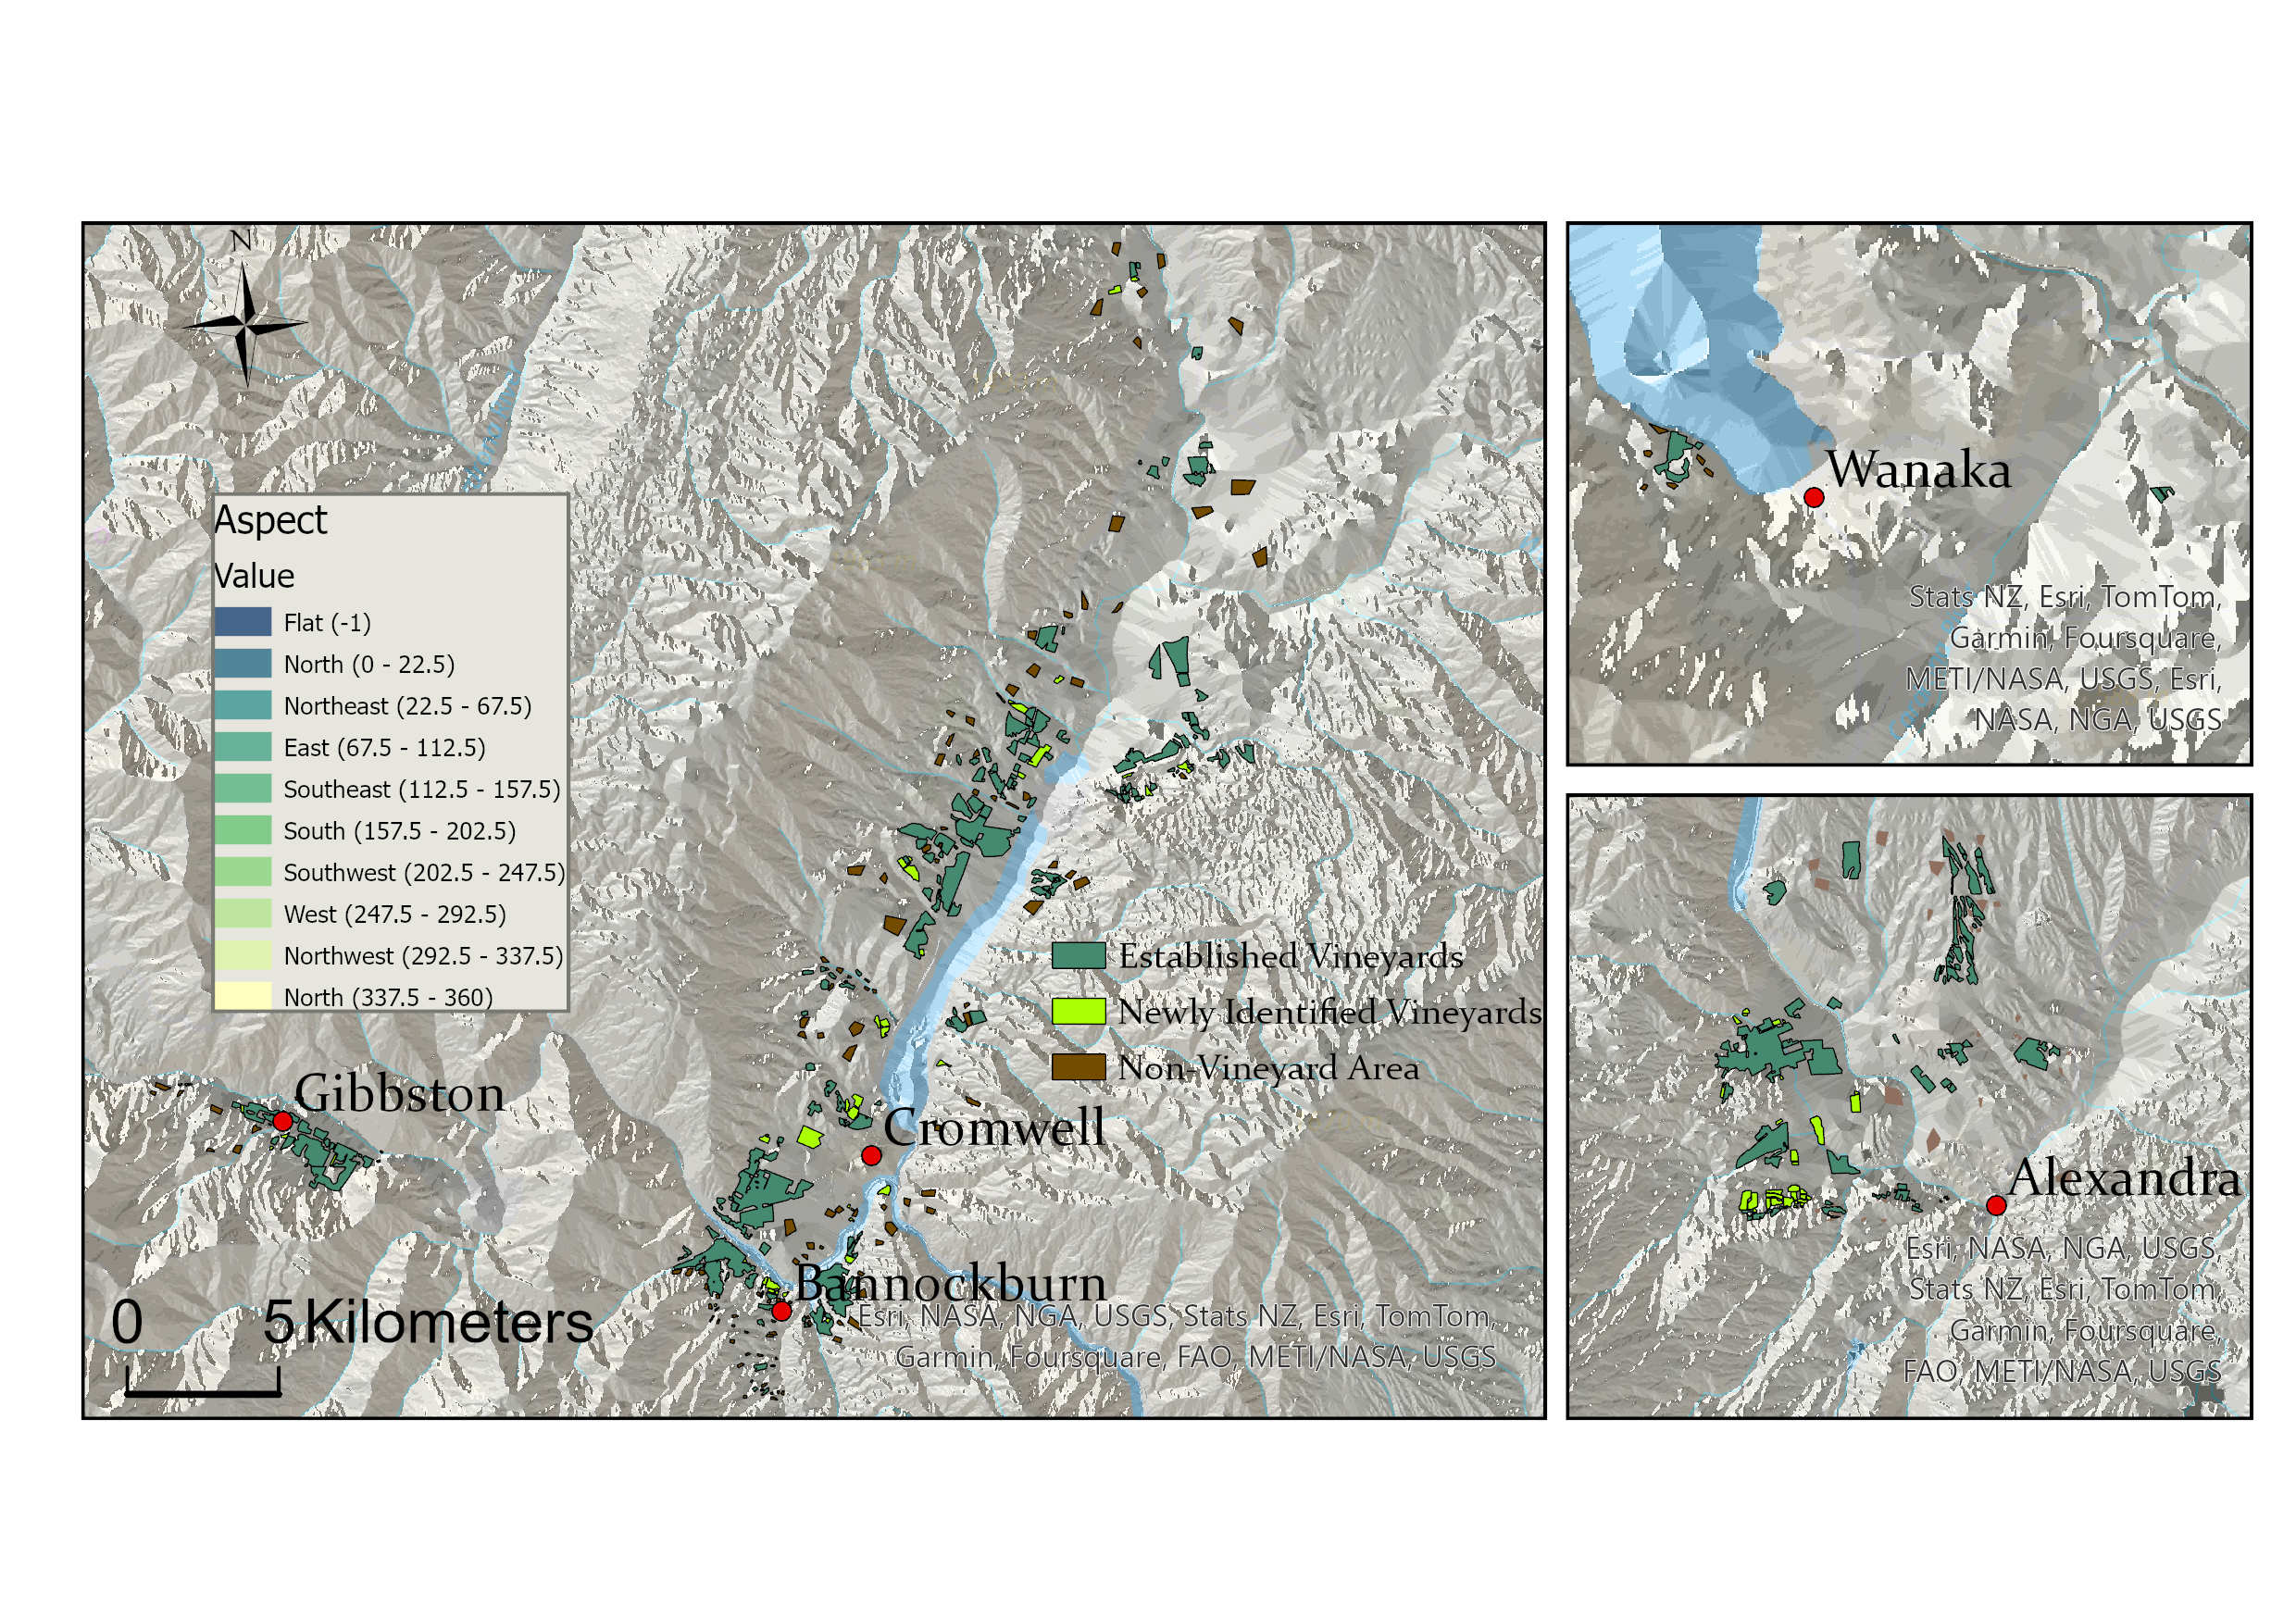 N
Aspect
Value
Flat (-1)
North (0 - 22.5)
Northeast (22.5 - 67.5)
East (67.5 - 112.5)
Southeast (112.5 - 157.5)
South (157.5 - 202.5)
Southwest (202.5 - 247.5)
West (247.5 - 292.5)
Northwest (292.5 - 337.5)
North (337.5 - 360)
Established Vineyards
Newly Identified Vineyards
Non-Vineyard Area
Gibbston
Cromwell
Bannockburn
0 5 Kilometers
Esri, NASA, NGA, USGS, Stats NZ, Esri, TomTom,
Garmin, Foursquare, FAO, METI/NASA, USGS
Wanaka
Stats NZ, Esri, TomTom,
Garmin, Foursquare,
METI/NASA, USGS, Esri,
NASA, NGA, USGS
Alexandra
Esri, NASA, NGA, USGS,
Stats NZ, Esri, TomTom,
Garmin, Foursquare,
FAO, METI/NASA, USGS